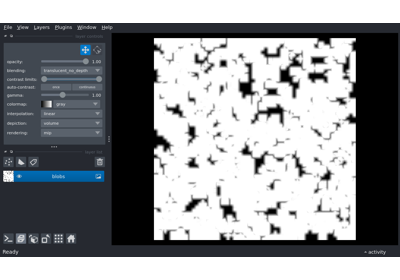 File View Layers Plugins Window Help
opacity: 1.00
blending: translucent_no_depth
contrast limits:
auto-contrast: once continuous
gamma: 1.00
colormap: gray
interpolation: linear
depiction: volume
rendering: mip
blobs
Ready
activity